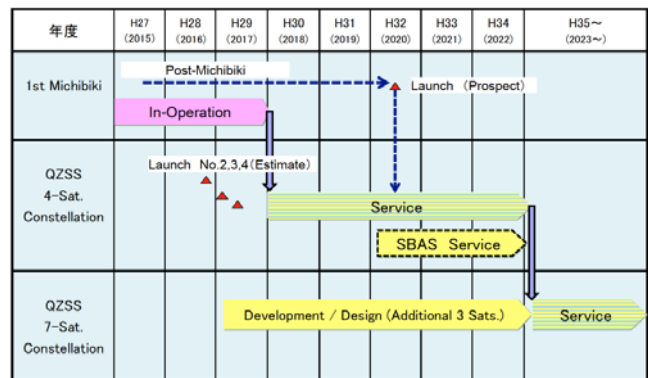 年度
H27 H28 H29 H30 H31 H32 H33 H34 H35～
(2015) (2016) (2017) (2018) (2019) (2020) (2021) (2022) (2023～)
1st Michibiki
Post-Michibiki
Launch (Prospect)
In-Operation
QZSS
4-Sat.
Constellation
Launch No.2,3,4(Estimate)
Service
SBAS Service
QZSS
7-Sat.
Constellation
Development / Design (Additional 3 Sats.)
Service